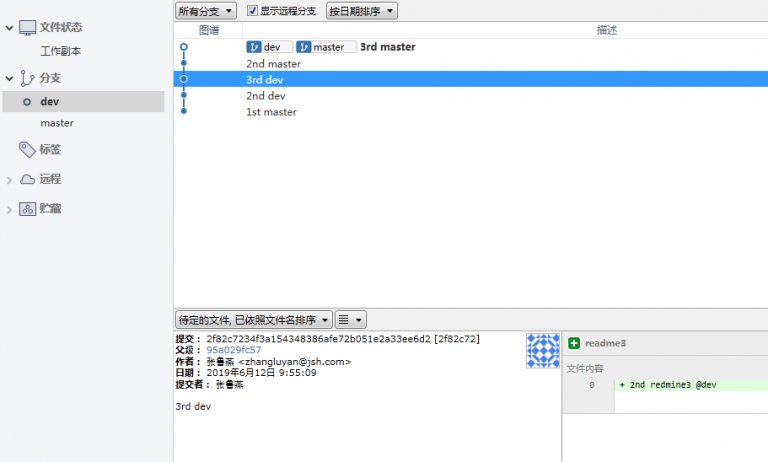 文件状态
工作副本
分支
dev
master
标签
远程
贮藏
所有分支 显示远程分支 按日期排序
图谱 描述
dev master 3rd master
2nd master
3rd dev
2nd dev
1st master
待定的文件, 已依照文件名排序
提交： 2f82c7234f3a154348386afe72b051e2a33ee6d2 [2f82c72]
父级： 95a029fc57
作者： 张鲁燕 <zhangluyan@jsh.com>
日期： 2019年6月12日 9:55:09
提交者： 张鲁燕
3rd dev
readme3
文件内容
0 + 2nd redmine3 @dev